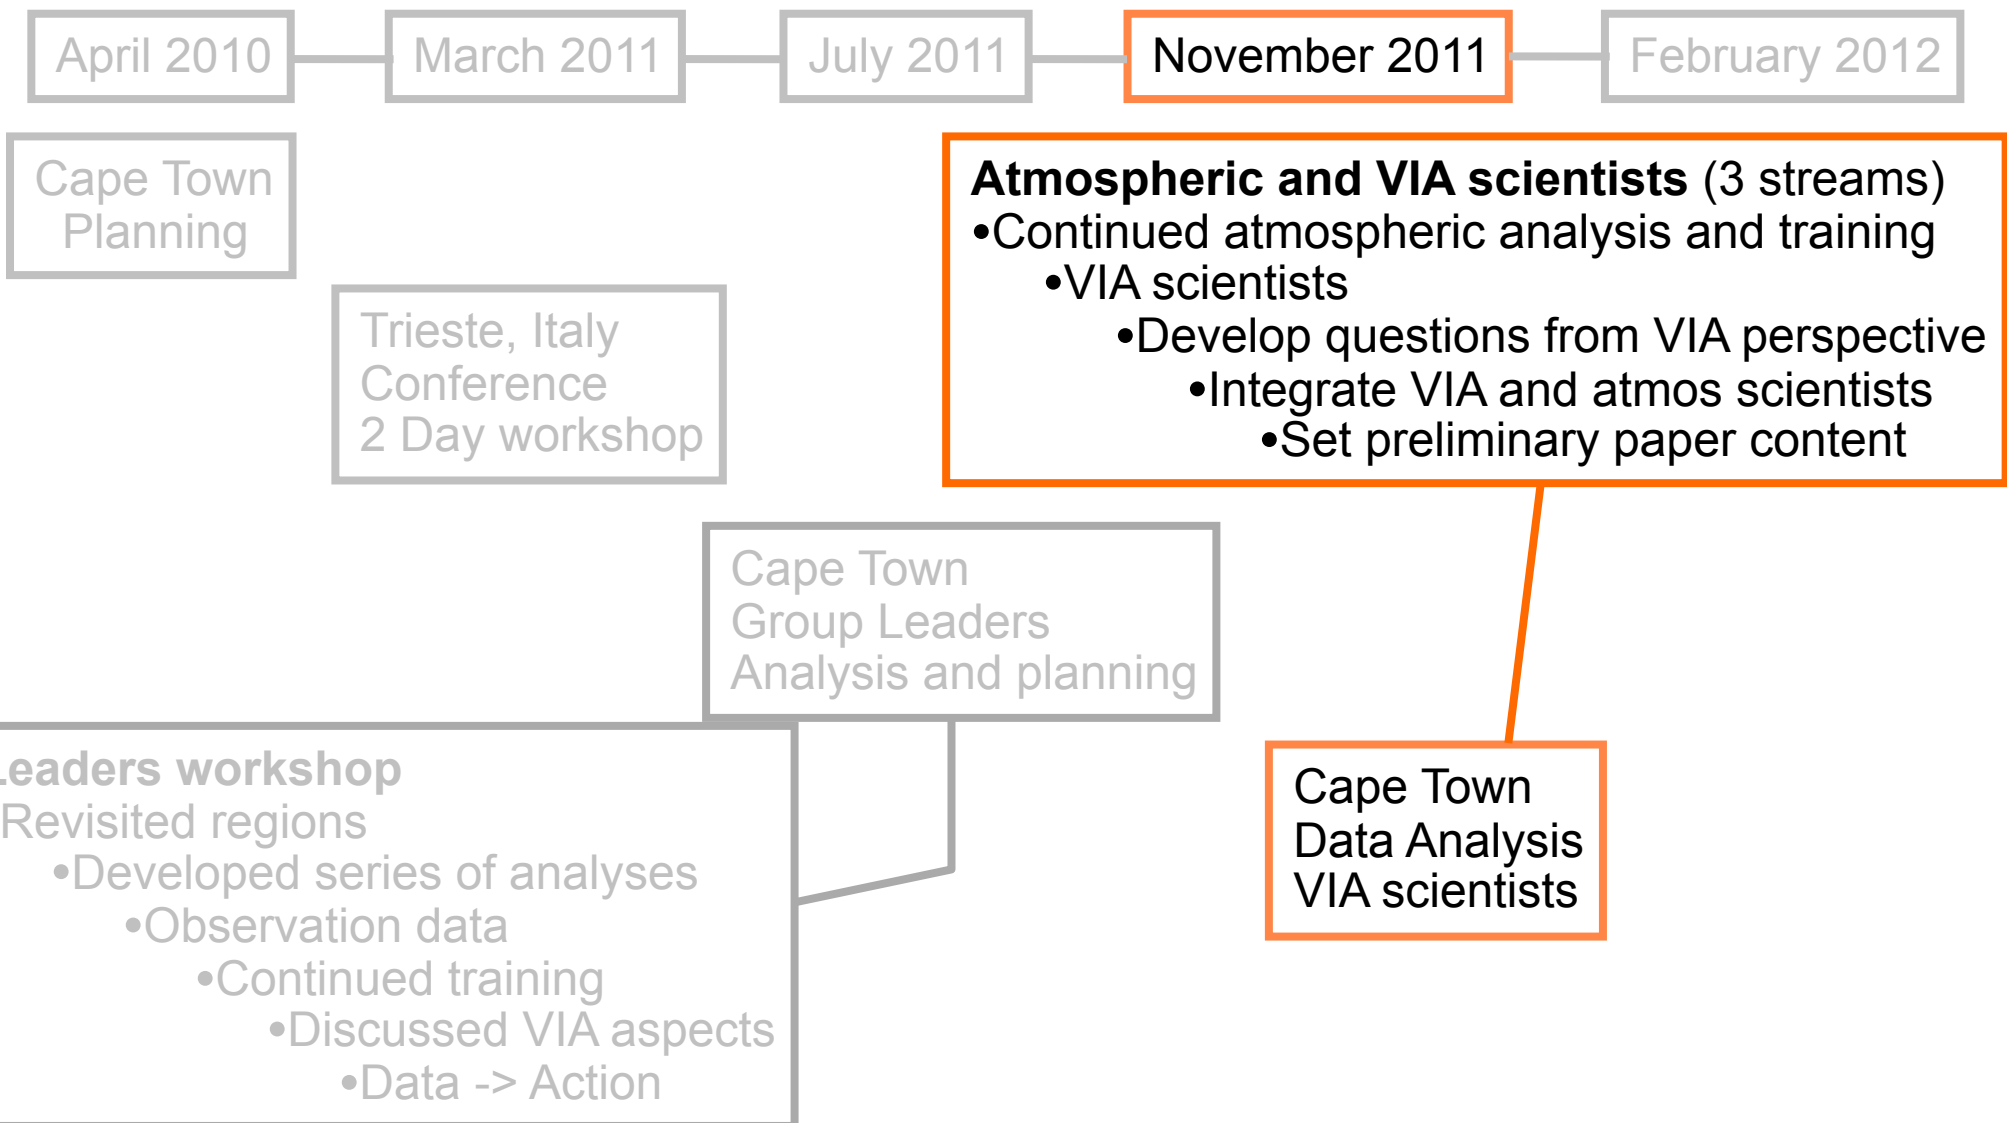 April 2010
March 2011
July 2011
November 2011
February 2012
Cape Town
Planning
Trieste, Italy
Conference
2 Day workshop
Atmospheric and VIA scientists (3 streams)
•Continued atmospheric analysis and training
•VIA scientists
•Develop questions from VIA perspective
•Integrate VIA and atmos scientists
•Set preliminary paper content
Cape Town
Group Leaders
Analysis and planning
Leaders workshop
Revisited regions
•Developed series of analyses
•Observation data
•Continued training
•Discussed VIA aspects
•Data -> Action
Cape Town
Data Analysis
VIA scientists